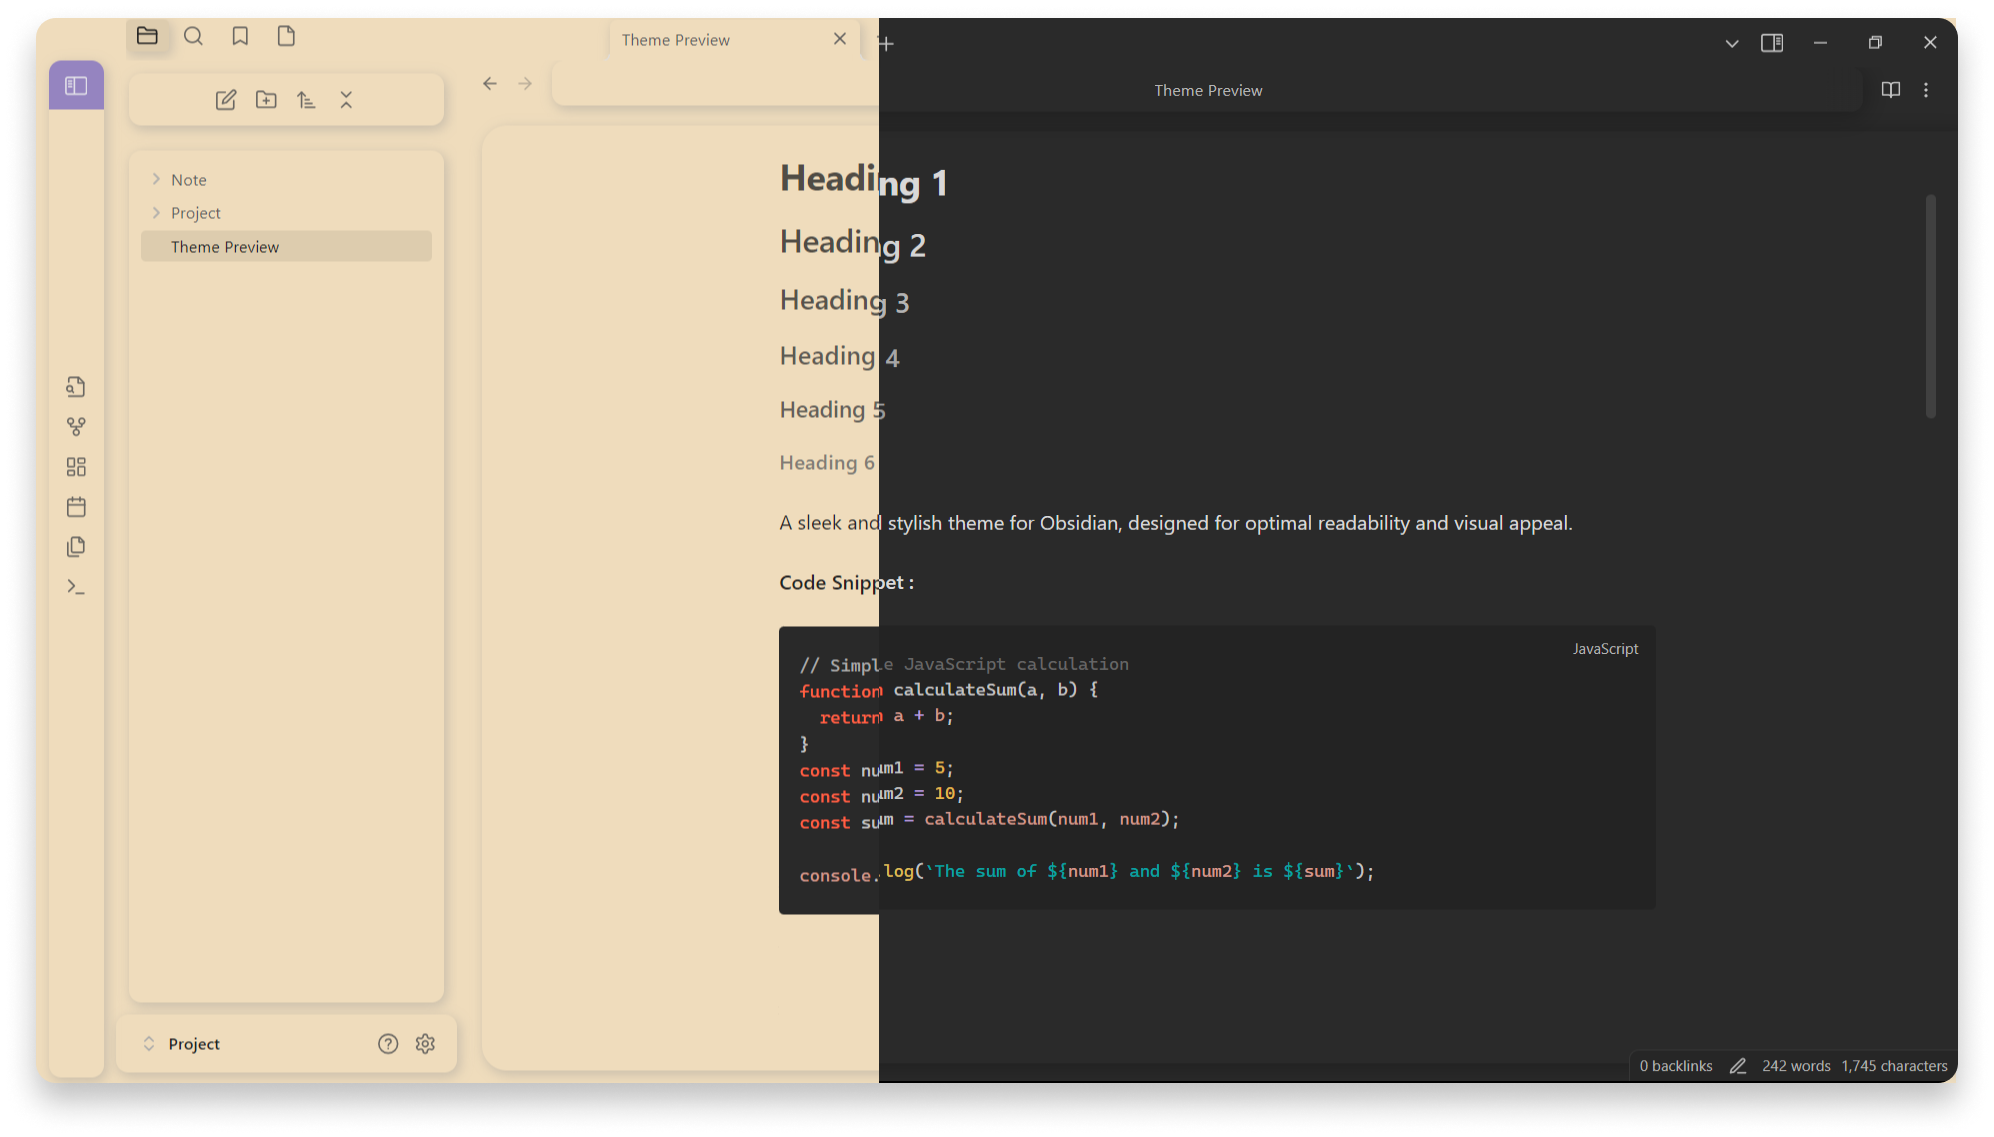 Theme Preview
Theme Preview
Note
Project
Theme Preview
Heading 1
Heading 2
Heading 3
Heading 4
Heading 5
Heading 6
A sleek and stylish theme for Obsidian, designed for optimal readability and visual appeal.
Code Snippet :
JavaScript
// Simple JavaScript calculation
function calculateSum(a, b) {
  return a + b;
}
const num1 = 5;
const num2 = 10;
const sum = calculateSum(num1, num2);
console.log(`The sum of ${num1} and ${num2} is ${sum}`);
Project
0 backlinks 242 words 1,745 characters